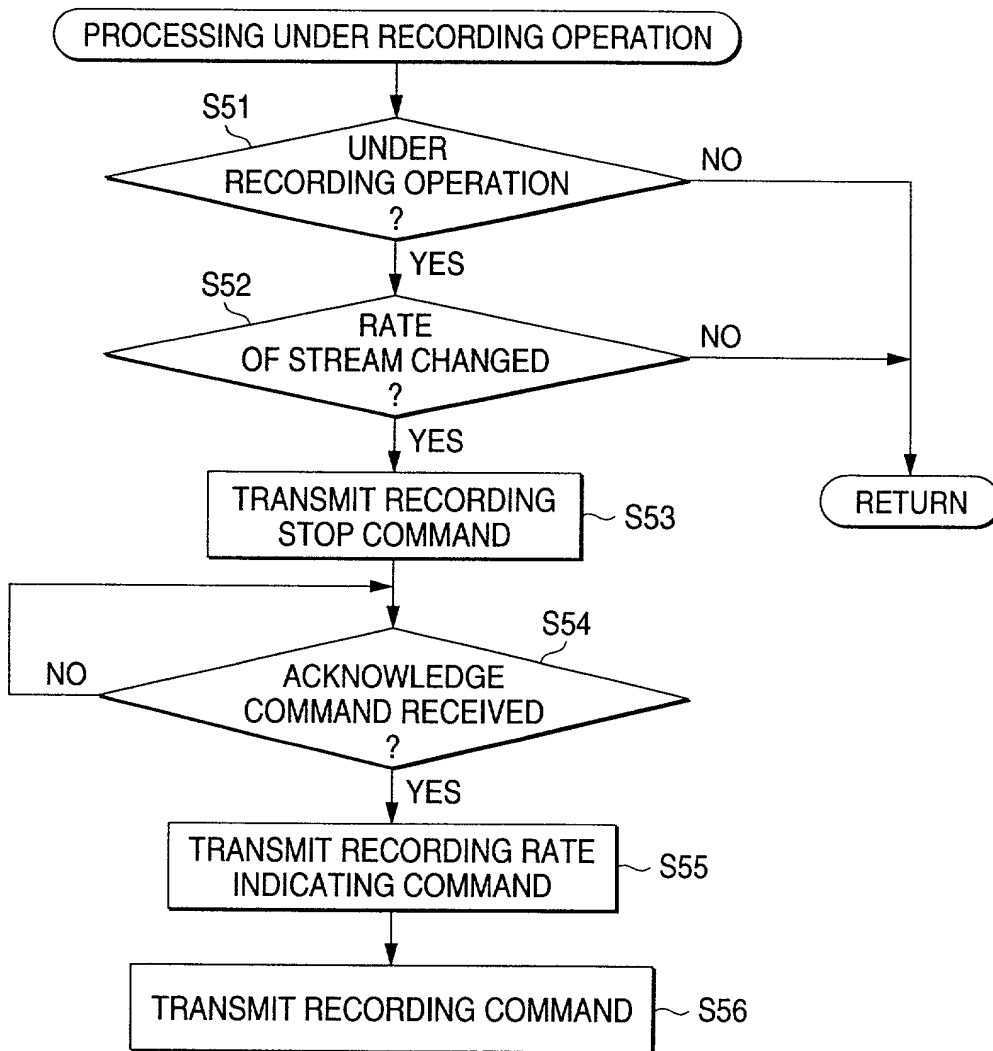 PROCESSING UNDER RECORDING OPERATION
S51
UNDER
RECORDING OPERATION
?
NO
YES
S52
RATE
OF STREAM CHANGED
?
NO
YES
TRANSMIT RECORDING
STOP COMMAND
S53
RETURN
S54
ACKNOWLEDGE
COMMAND RECEIVED
?
NO
YES
TRANSMIT RECORDING RATE
INDICATING COMMAND
S55
TRANSMIT RECORDING COMMAND
S56